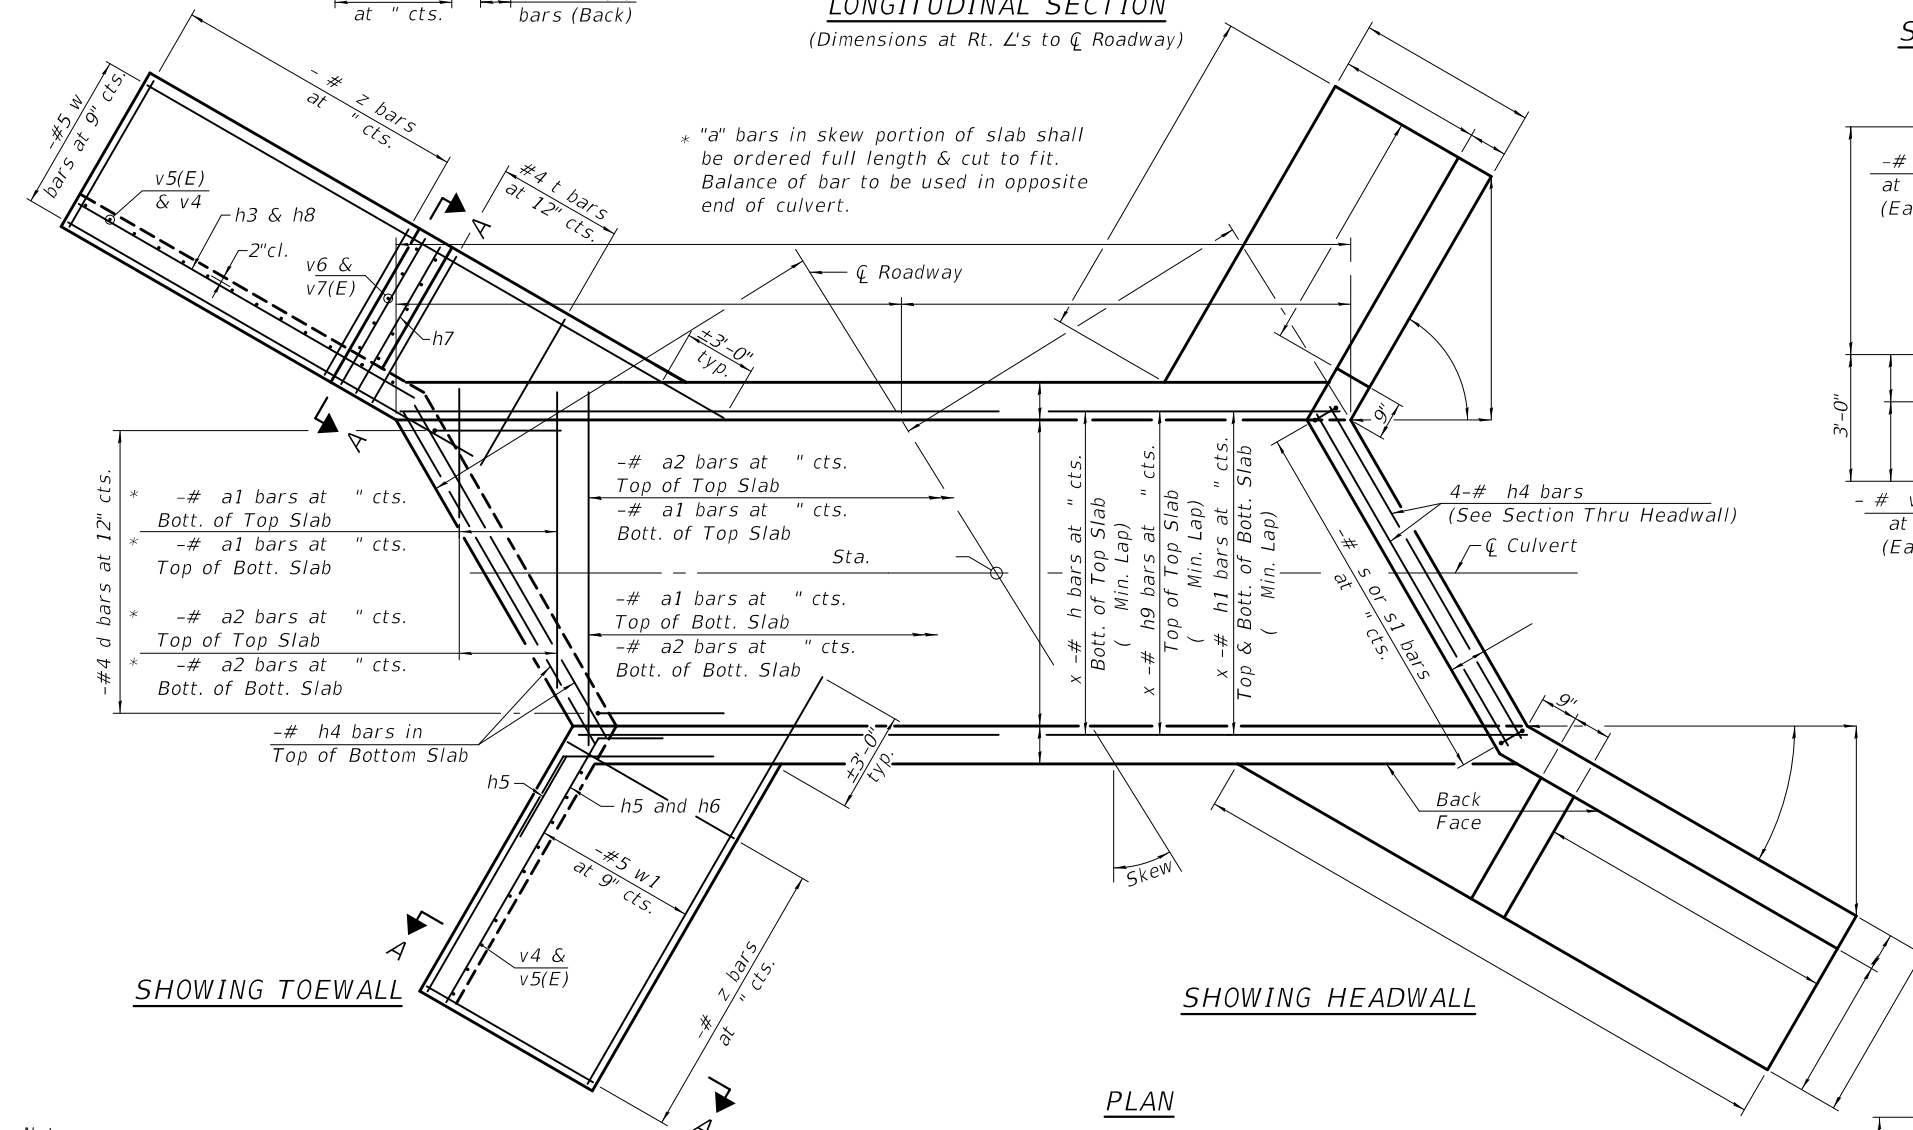 at " cts.
bars (Back)
LONGITUDINAL SECTION
(Dimensions at Rt. ∠'s to ℄ Roadway)
-#5 w
bars at 9" cts.
- # z bars
at " cts.
#4 t bars
at 12" cts.
* "a" bars in skew portion of slab shall
be ordered full length & cut to fit.
Balance of bar to be used in opposite
end of culvert.
v5(E)
& v4
h3 & h8
2"cl.
v6 &
v7(E)
h7
A
A
℄ Roadway
±3'-0"
typ.
9"
-#4 d bars at 12" cts.
* -# a1 bars at " cts.
Bott. of Top Slab
* -# a1 bars at " cts.
Top of Bott. Slab
* -# a2 bars at " cts.
Top of Top Slab
* -# a2 bars at " cts.
Bott. of Bott. Slab
-# a2 bars at " cts.
Top of Top Slab
-# a1 bars at " cts.
Bott. of Top Slab
Sta.
-# a1 bars at " cts.
Top of Bott. Slab
-# a2 bars at " cts.
Bott. of Bott. Slab
x -# h bars at " cts.
Bott. of Top Slab
( Min. Lap)
x -# h9 bars at " cts.
Top of Top Slab
( Min. Lap)
x -# h1 bars at " cts.
Top & Bott. of Bott. Slab
( Min. Lap)
-# s or s1 bars
at " cts.
4-# h4 bars
(See Section Thru Headwall)
℄ Culvert
-# h4 bars in
Top of Bottom Slab
h5
h5 and h6
±3'-0"
typ.
9"
Back
Face
Skew
-#5 w1
at 9" cts.
v4 &
v5(E)
A
A
-# z bars
at " cts.
SHOWING TOEWALL
SHOWING HEADWALL
PLAN
-#
at
3'-0"
- #
at